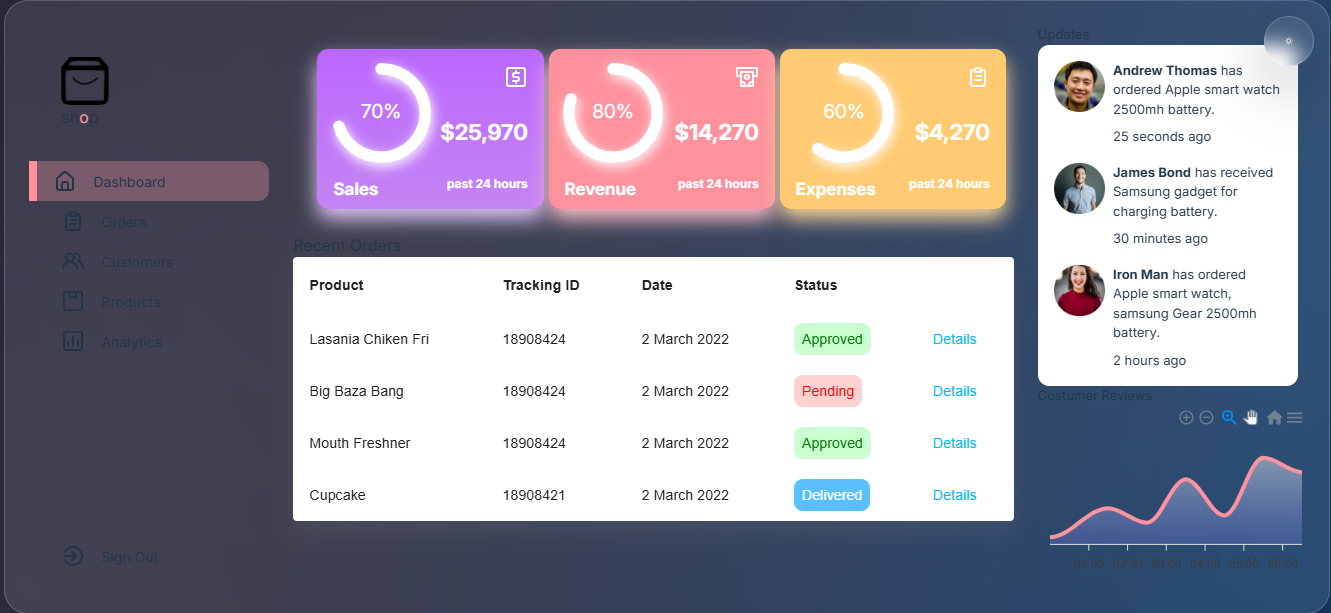 shop
Dashboard
Orders
Customers
Products
Analytics
Sign Out
70%
$25,970
Sales
past 24 hours
80%
$14,270
Revenue
past 24 hours
60%
$4,270
Expenses
past 24 hours
Recent Orders
Product Tracking ID Date Status
Lasania Chiken Fri 18908424 2 March 2022 Approved Details
Big Baza Bang 18908424 2 March 2022 Pending Details
Mouth Freshner 18908424 2 March 2022 Approved Details
Cupcake 18908421 2 March 2022 Delivered Details
Updates
Andrew Thomas has
ordered Apple smart watch
2500mh battery.
25 seconds ago
James Bond has received
Samsung gadget for
charging battery.
30 minutes ago
Iron Man has ordered
Apple smart watch,
samsung Gear 2500mh
battery.
2 hours ago
Costumer Reviews
01:00 02:00 03:00 04:00 05:00 06:00